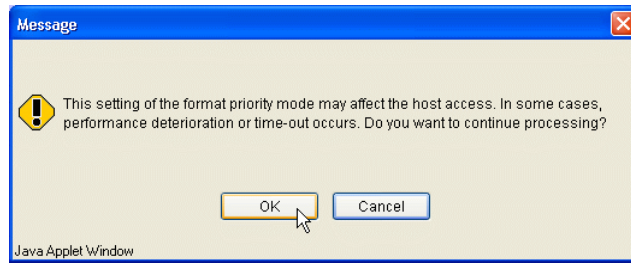 Message
This setting of the format priority mode may affect the host access. In some cases,
performance deterioration or time-out occurs. Do you want to continue processing?
OK
Cancel
Java Applet Window